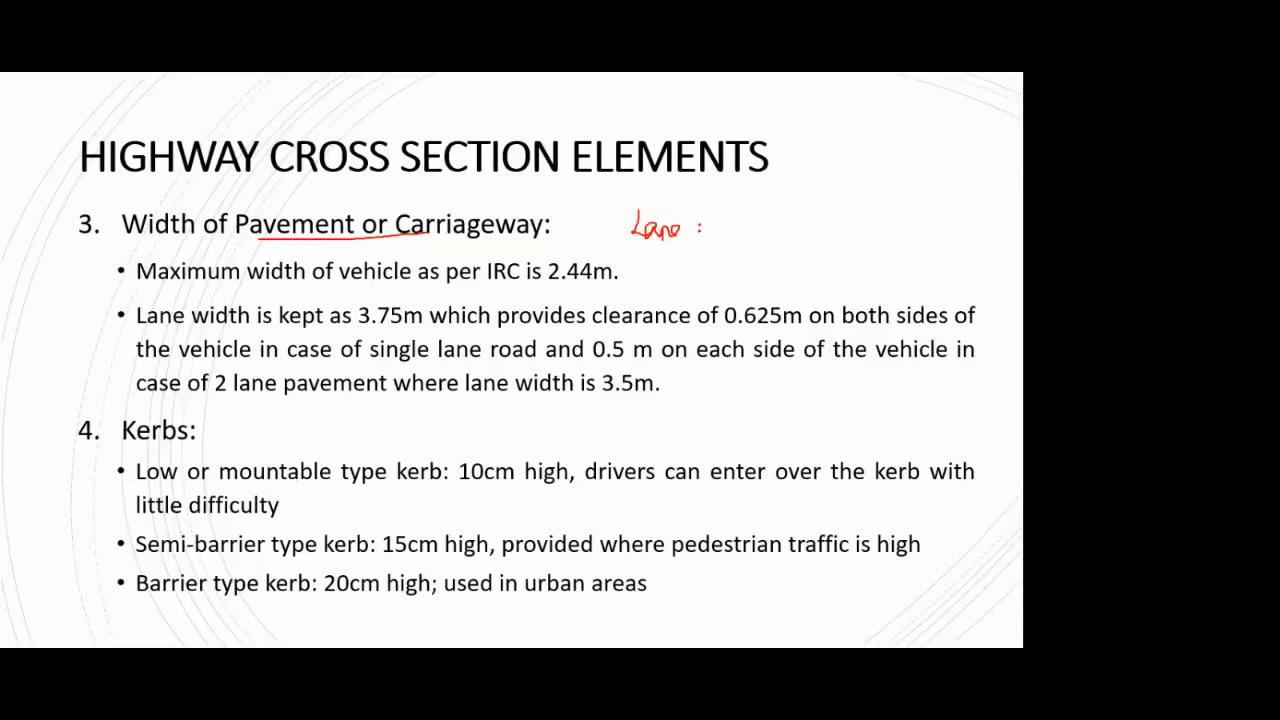 HIGHWAY CROSS SECTION ELEMENTS
3. Width of Pavement or Carriageway: Lane :
• Maximum width of vehicle as per IRC is 2.44m.
• Lane width is kept as 3.75m which provides clearance of 0.625m on both sides of
the vehicle in case of single lane road and 0.5 m on each side of the vehicle in
case of 2 lane pavement where lane width is 3.5m.
4. Kerbs:
• Low or mountable type kerb: 10cm high, drivers can enter over the kerb with
little difficulty
• Semi-barrier type kerb: 15cm high, provided where pedestrian traffic is high
• Barrier type kerb: 20cm high; used in urban areas